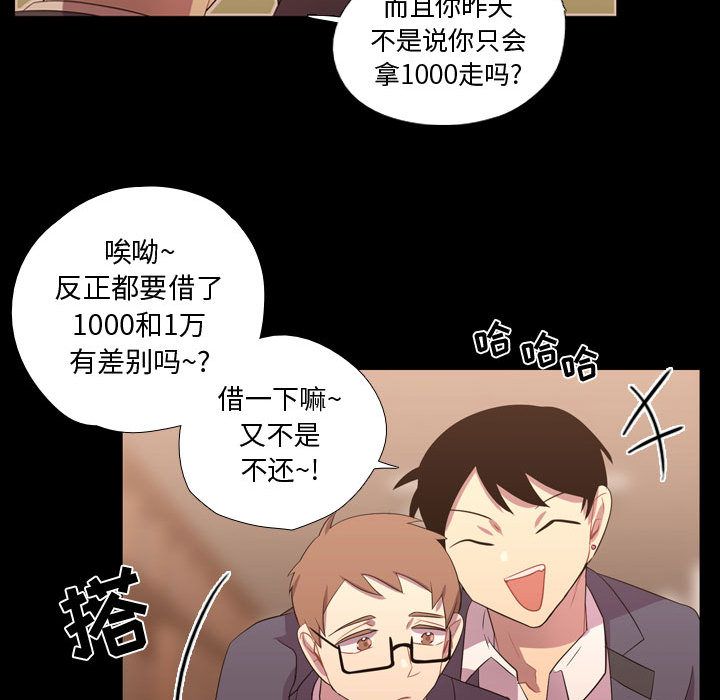 而且你昨天
不是说你只会
拿1000走吗?
唉呦~
反正都要借了
1000和1万
有差别吗~?
借一下嘛~
又不是
不还~!
哈哈哈
搭